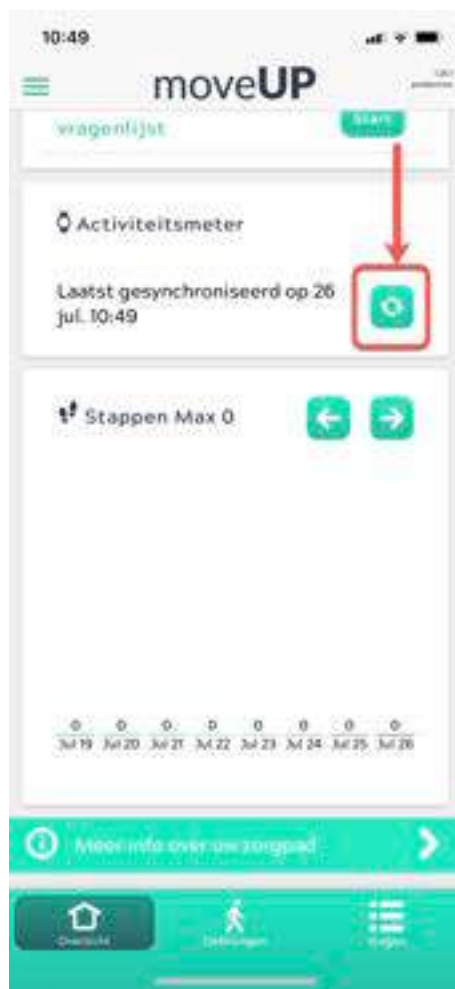 10:49
moveUP
vragenlijst
Start
Activiteitsmeter
Laatst gesynchroniseerd op 26
jul. 10:49
Stappen Max 0
0 0 0 0 0 0 0 0
Jul 19 Jul 20 Jul 21 Jul 22 Jul 23 Jul 24 Jul 25 Jul 26
Meer info over uw zorgpad
Overzicht Oefeningen